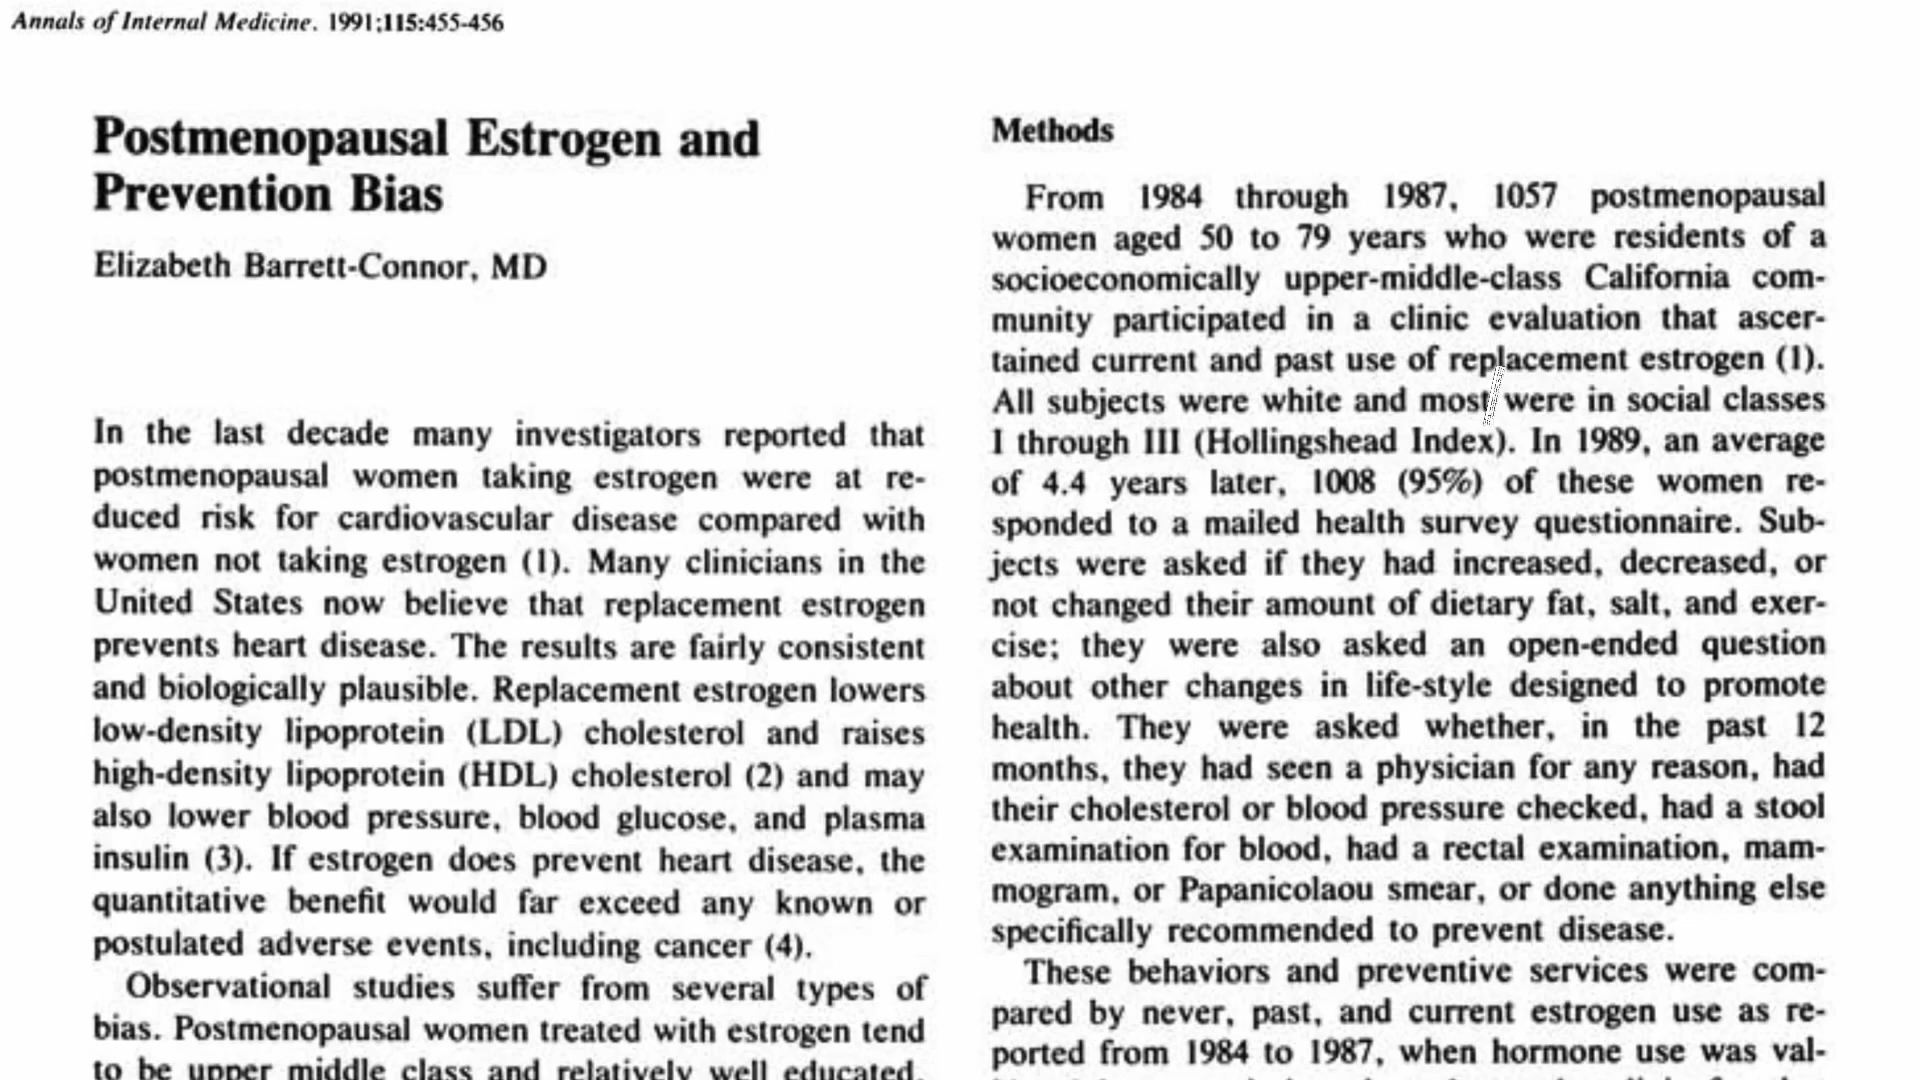 Annals of Internal Medicine. 1991;115:455-456
Postmenopausal Estrogen and
Prevention Bias
Elizabeth Barrett-Connor, MD
In the last decade many investigators reported that
postmenopausal women taking estrogen were at re-
duced risk for cardiovascular disease compared with
women not taking estrogen (1). Many clinicians in the
United States now believe that replacement estrogen
prevents heart disease. The results are fairly consistent
and biologically plausible. Replacement estrogen lowers
low-density lipoprotein (LDL) cholesterol and raises
high-density lipoprotein (HDL) cholesterol (2) and may
also lower blood pressure, blood glucose, and plasma
insulin (3). If estrogen does prevent heart disease, the
quantitative benefit would far exceed any known or
postulated adverse events, including cancer (4).
Observational studies suffer from several types of
bias. Postmenopausal women treated with estrogen tend
to be upper middle class and relatively well educated.
Methods
From 1984 through 1987, 1057 postmenopausal
women aged 50 to 79 years who were residents of a
socioeconomically upper-middle-class California com-
munity participated in a clinic evaluation that ascer-
tained current and past use of replacement estrogen (1).
All subjects were white and most were in social classes
I through III (Hollingshead Index). In 1989, an average
of 4.4 years later, 1008 (95%) of these women re-
sponded to a mailed health survey questionnaire. Sub-
jects were asked if they had increased, decreased, or
not changed their amount of dietary fat, salt, and exer-
cise; they were also asked an open-ended question
about other changes in life-style designed to promote
health. They were asked whether, in the past 12
months, they had seen a physician for any reason, had
their cholesterol or blood pressure checked, had a stool
examination for blood, had a rectal examination, mam-
mogram, or Papanicolaou smear, or done anything else
specifically recommended to prevent disease.
These behaviors and preventive services were com-
pared by never, past, and current estrogen use as re-
ported from 1984 to 1987, when hormone use was val-